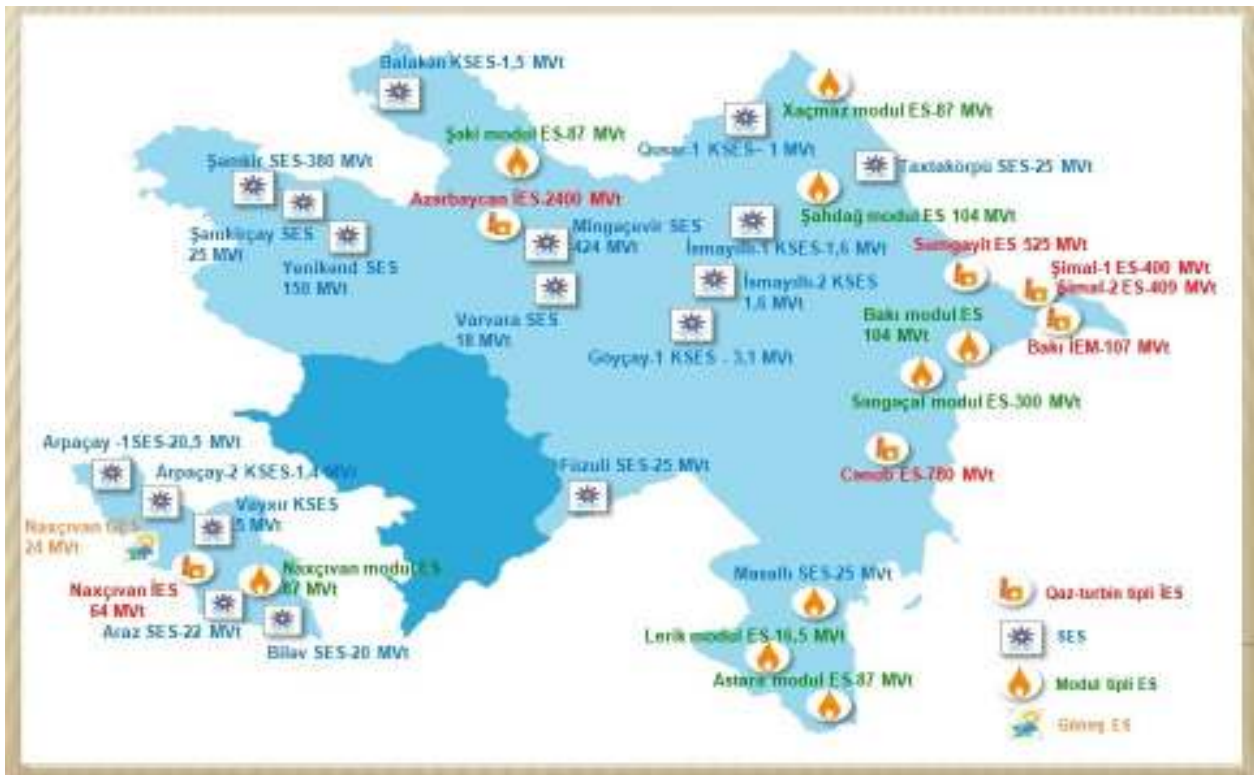 Balakən KSES-1,5 MVt
Xaçmaz modul ES-87 MVt
Şəki modul ES-87 MVt
Qusar-1 KSES– 1 MVt
Şəmkir SES-380 MVt
Taxtakörpü SES-25 MVt
Azərbaycan İES-2400 MVt
Şahdağ modul ES 104 MVt
Şəmkirçay SES
25 MVt
Mingəçevir SES
424 MVt
İsmayıllı-1 KSES-1,6 MVt
Sumqayıt ES 525 MVt
Yenikənd SES
150 MVt
Şimal-1 ES-400 MVt
Şimal-2 ES-409 MVt
İsmayıllı-2 KSES
1,6 MVt
Varvara SES
18 MVt
Bakı modul ES
104 MVt
Bakı İEM-107 MVt
Göyçay-1 KSES - 3,1 MVt
Səngəçal modul ES-300 MVt
Arpaçay -1SES-20,5 MVt
Arpaçay-2 KSES-1,4 MVt
Füzuli SES-25 MVt
Cənub ES-780 MVt
Vayxır KSES
5 MVt
Naxçıvan GES
24 MVt
Naxçıvan modul ES
87 MVt
Naxçıvan İES
64 MVt
Araz SES-22 MVt
Biləv SES-20 MVt
Masallı SES-25 MVt
Lerik modul ES-16,5 MVt
Astara modul ES-87 MVt
Qaz-turbin tipli İES
SES
Modul tipli ES
Günəş ES